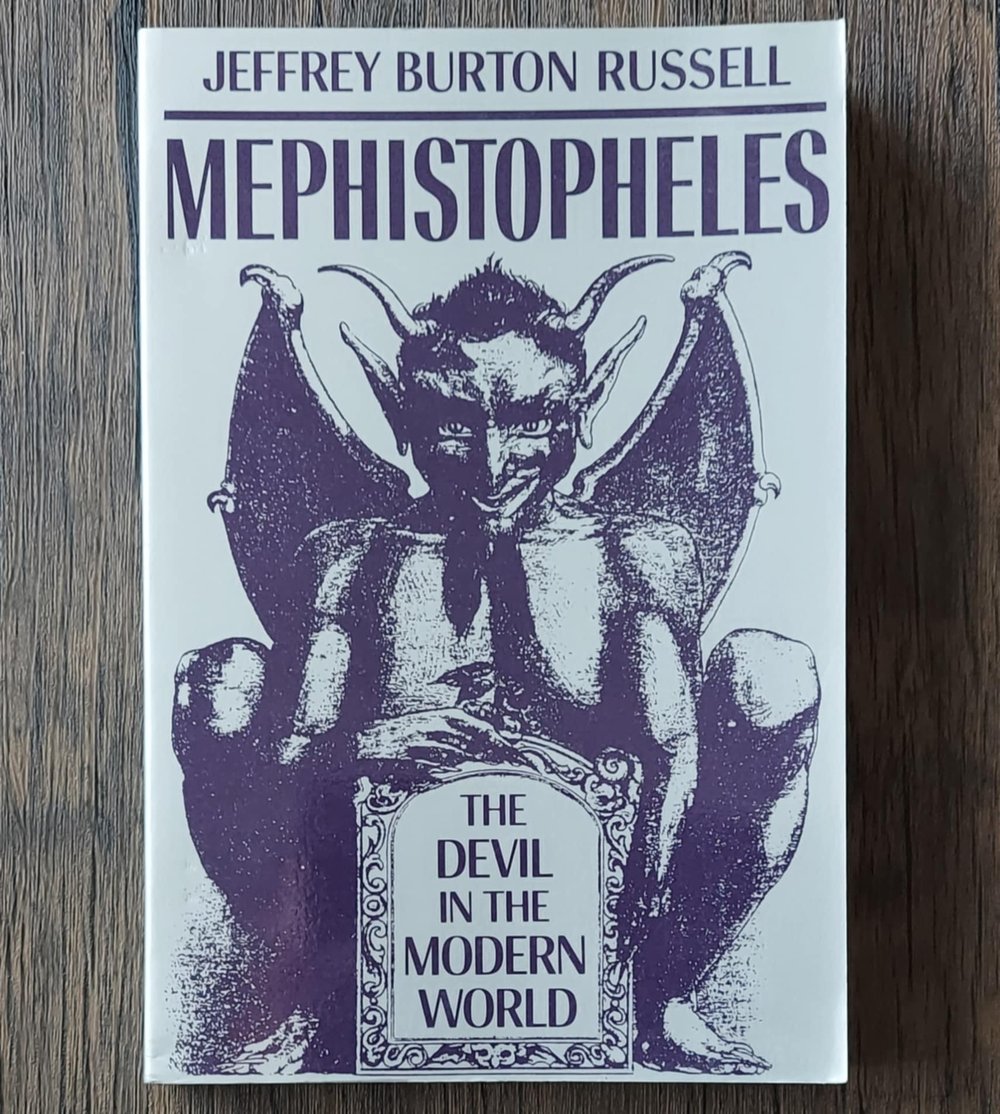 JEFFREY BURTON RUSSELL
MEPHISTOPHELES
THE
DEVIL
IN THE
MODERN
WORLD